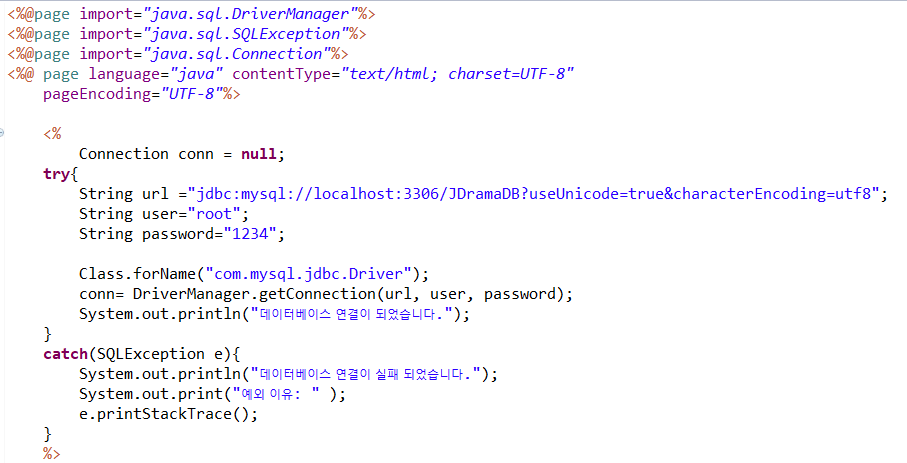 <%@page import="java.sql.DriverManager"%>
<%@page import="java.sql.SQLException"%>
<%@page import="java.sql.Connection"%>
<%@ page language="java" contentType="text/html; charset=UTF-8"
    pageEncoding="UTF-8"%>
    <%
        Connection conn = null;
    try{
        String url ="jdbc:mysql://localhost:3306/JDramaDB?useUnicode=true&characterEncoding=utf8";
        String user="root";
        String password="1234";
        Class.forName("com.mysql.jdbc.Driver");
        conn= DriverManager.getConnection(url, user, password);
        System.out.println("데이터베이스 연결이 되었습니다.");
    }
    catch(SQLException e){
        System.out.println("데이터베이스 연결이 실패 되었습니다.");
        System.out.print("예외 이유: " );
        e.printStackTrace();
    }
    %>